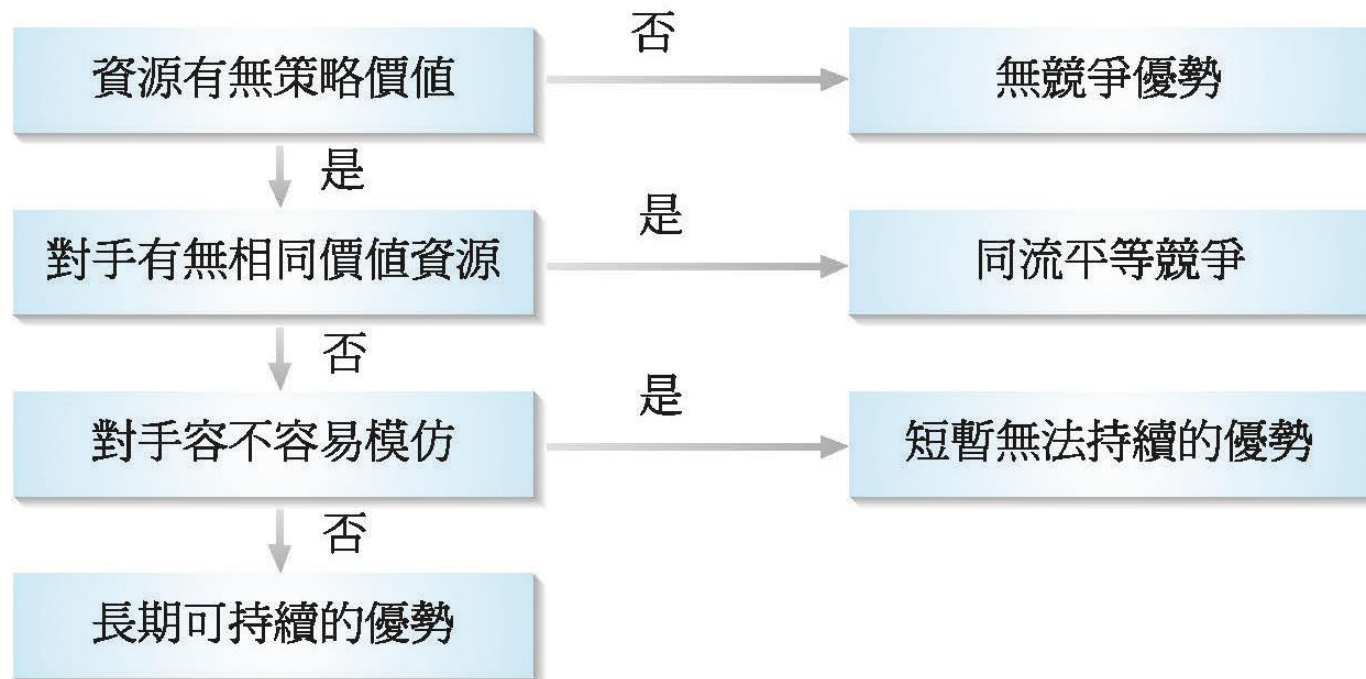 資源有無策略價值
否
無競爭優勢
是
對手有無相同價值資源
是
同流平等競爭
否
對手容不容易模仿
是
短暫無法持續的優勢
否
長期可持續的優勢